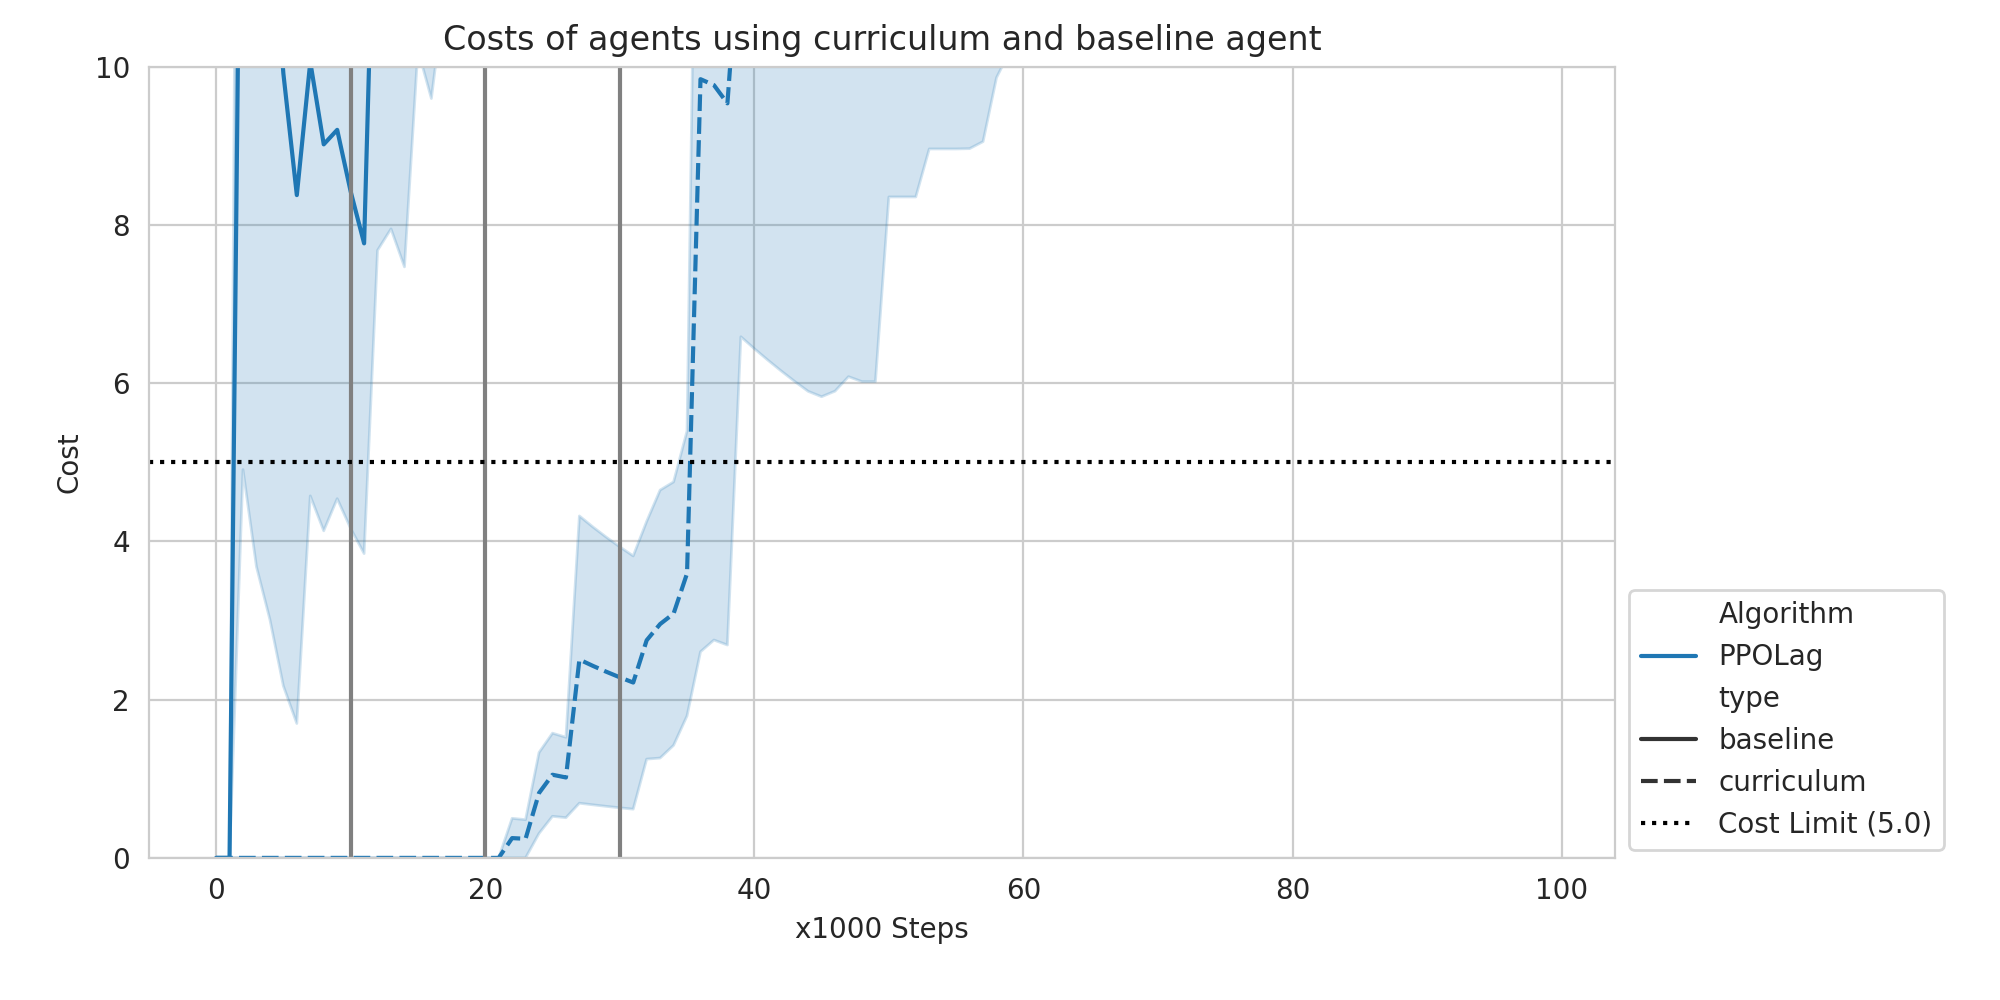 Costs of agents using curriculum and baseline agent
10
8
6
4
2
0
Cost
0 20 40 60 80 100
x1000 Steps
Algorithm
PPOLag
type
baseline
curriculum
Cost Limit (5.0)